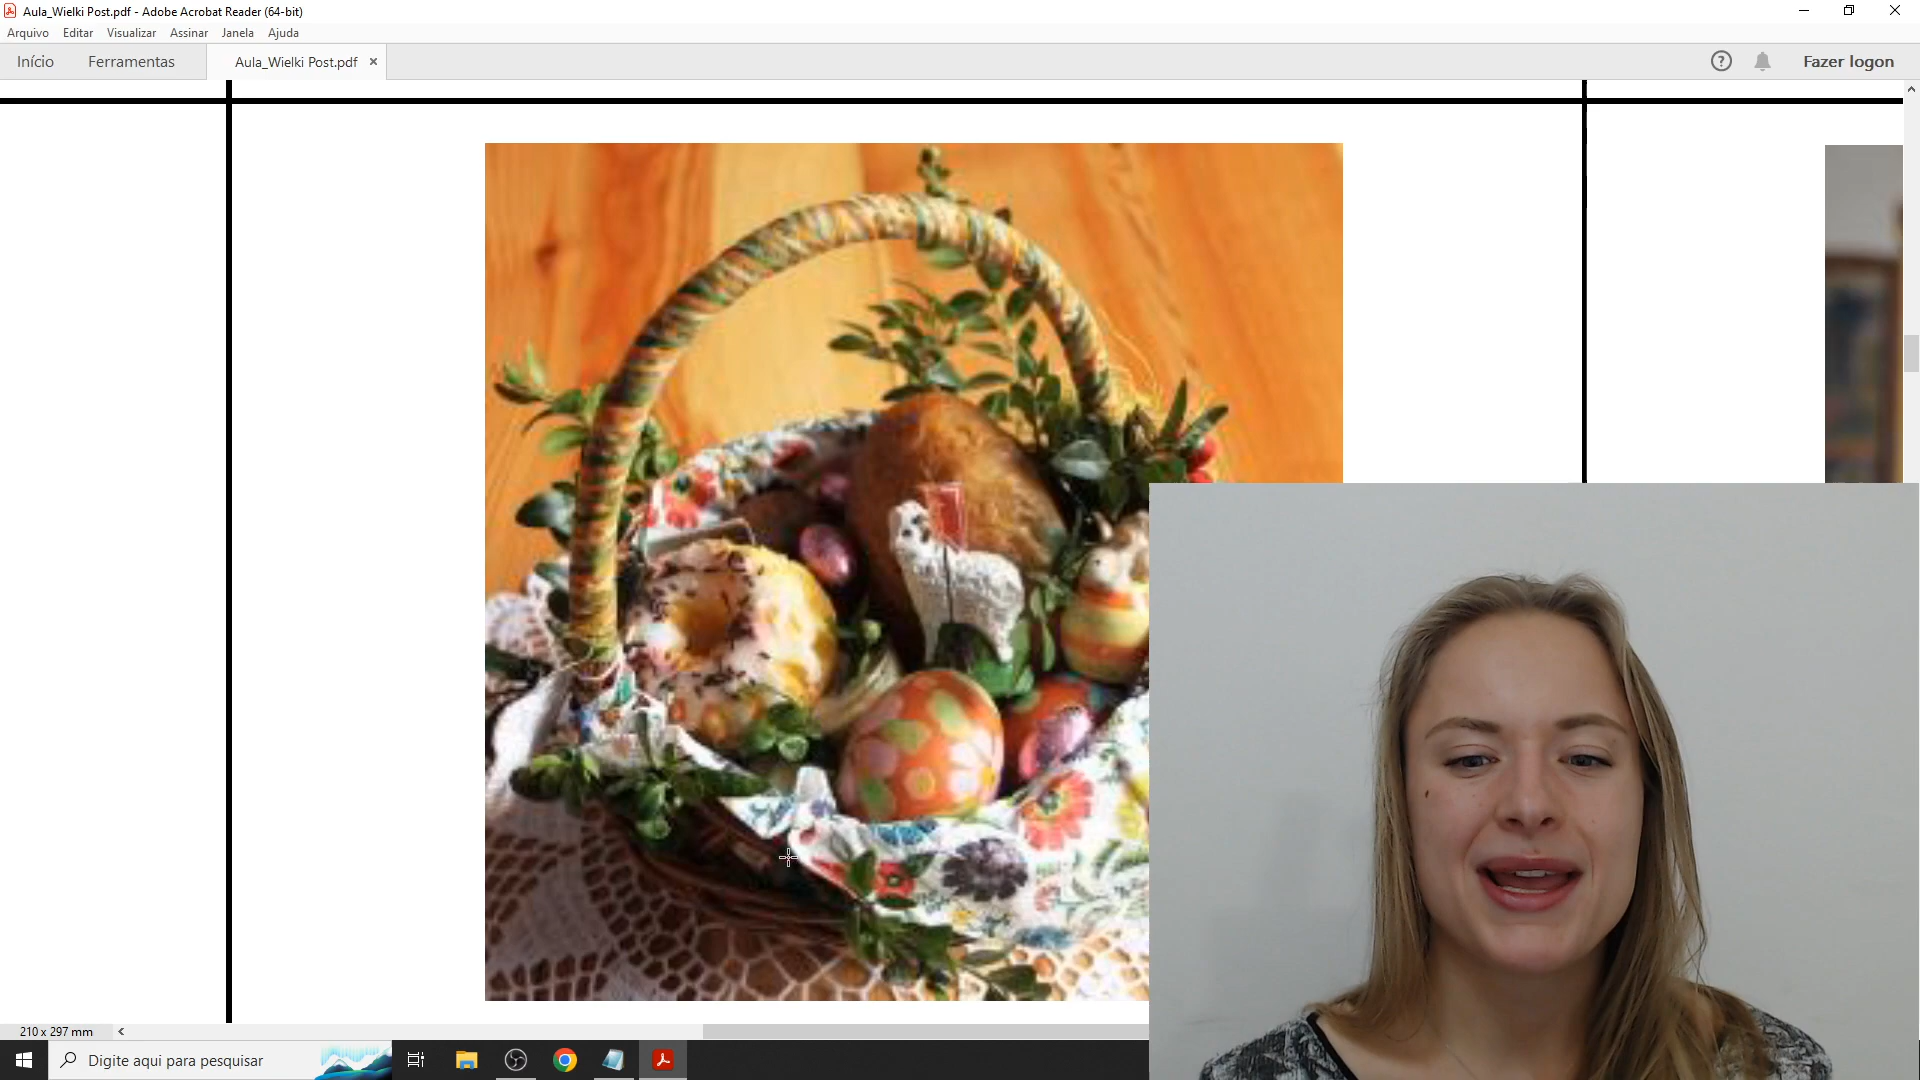 Aula_Wielki Post.pdf - Adobe Acrobat Reader (64-bit)
Arquivo Editar Visualizar Assinar Janela Ajuda
Início Ferramentas Aula_Wielki Post.pdf Fazer logon
210 x 297 mm
Digite aqui para pesquisar